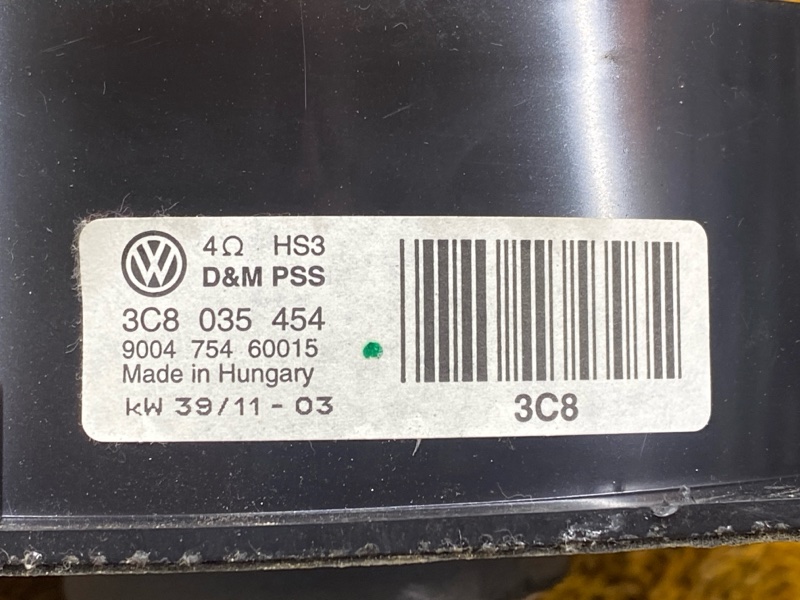 4Ω HS3
D&M PSS
3C8 035 454
9004 754 60015
Made in Hungary
kW 39/11 - 03
3C8